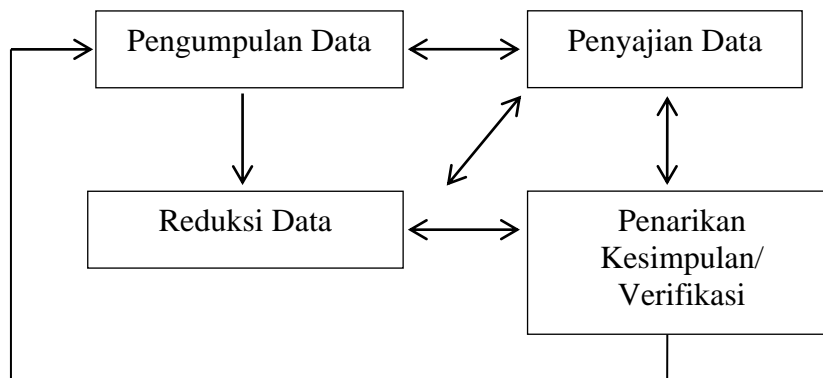 Pengumpulan Data
Penyajian Data
Reduksi Data
Penarikan
Kesimpulan/
Verifikasi